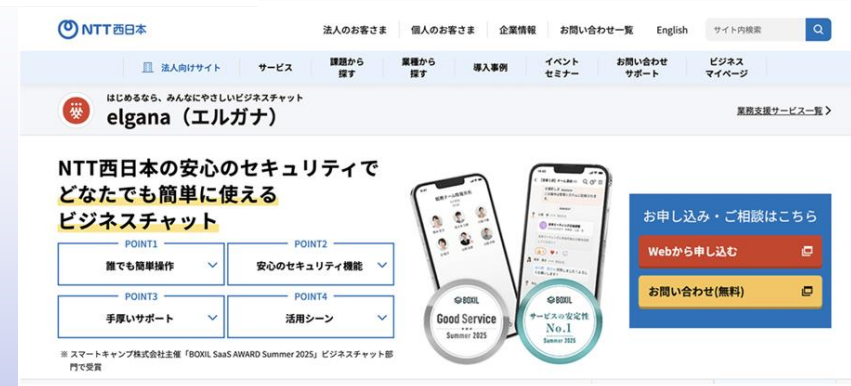 NTT西日本
法人のお客さま 個人のお客さま 企業情報 お問い合わせ一覧 English サイト内検索
法人向けサイト サービス 課題から探す 業種から探す 導入事例 イベントセミナー お問い合わせサポート ビジネスマイページ
はじめるなら、みんなにやさしいビジネスチャット
elgana（エルガナ）
業務支援サービス一覧
NTT西日本の安心のセキュリティで
どなたでも簡単に使える
ビジネスチャット
POINT1
誰でも簡単操作
POINT2
安心のセキュリティ機能
POINT3
手厚いサポート
POINT4
活用シーン
※ スマートキャンプ株式会社主催「BOXIL SaaS AWARD Summer 2025」ビジネスチャット部
門で受賞
BOXIL
Good Service
Summer 2025
BOXIL
サービスの安定性
No.1
Summer 2025
お申し込み・ご相談はこちら
Webから申し込む
お問い合わせ(無料)